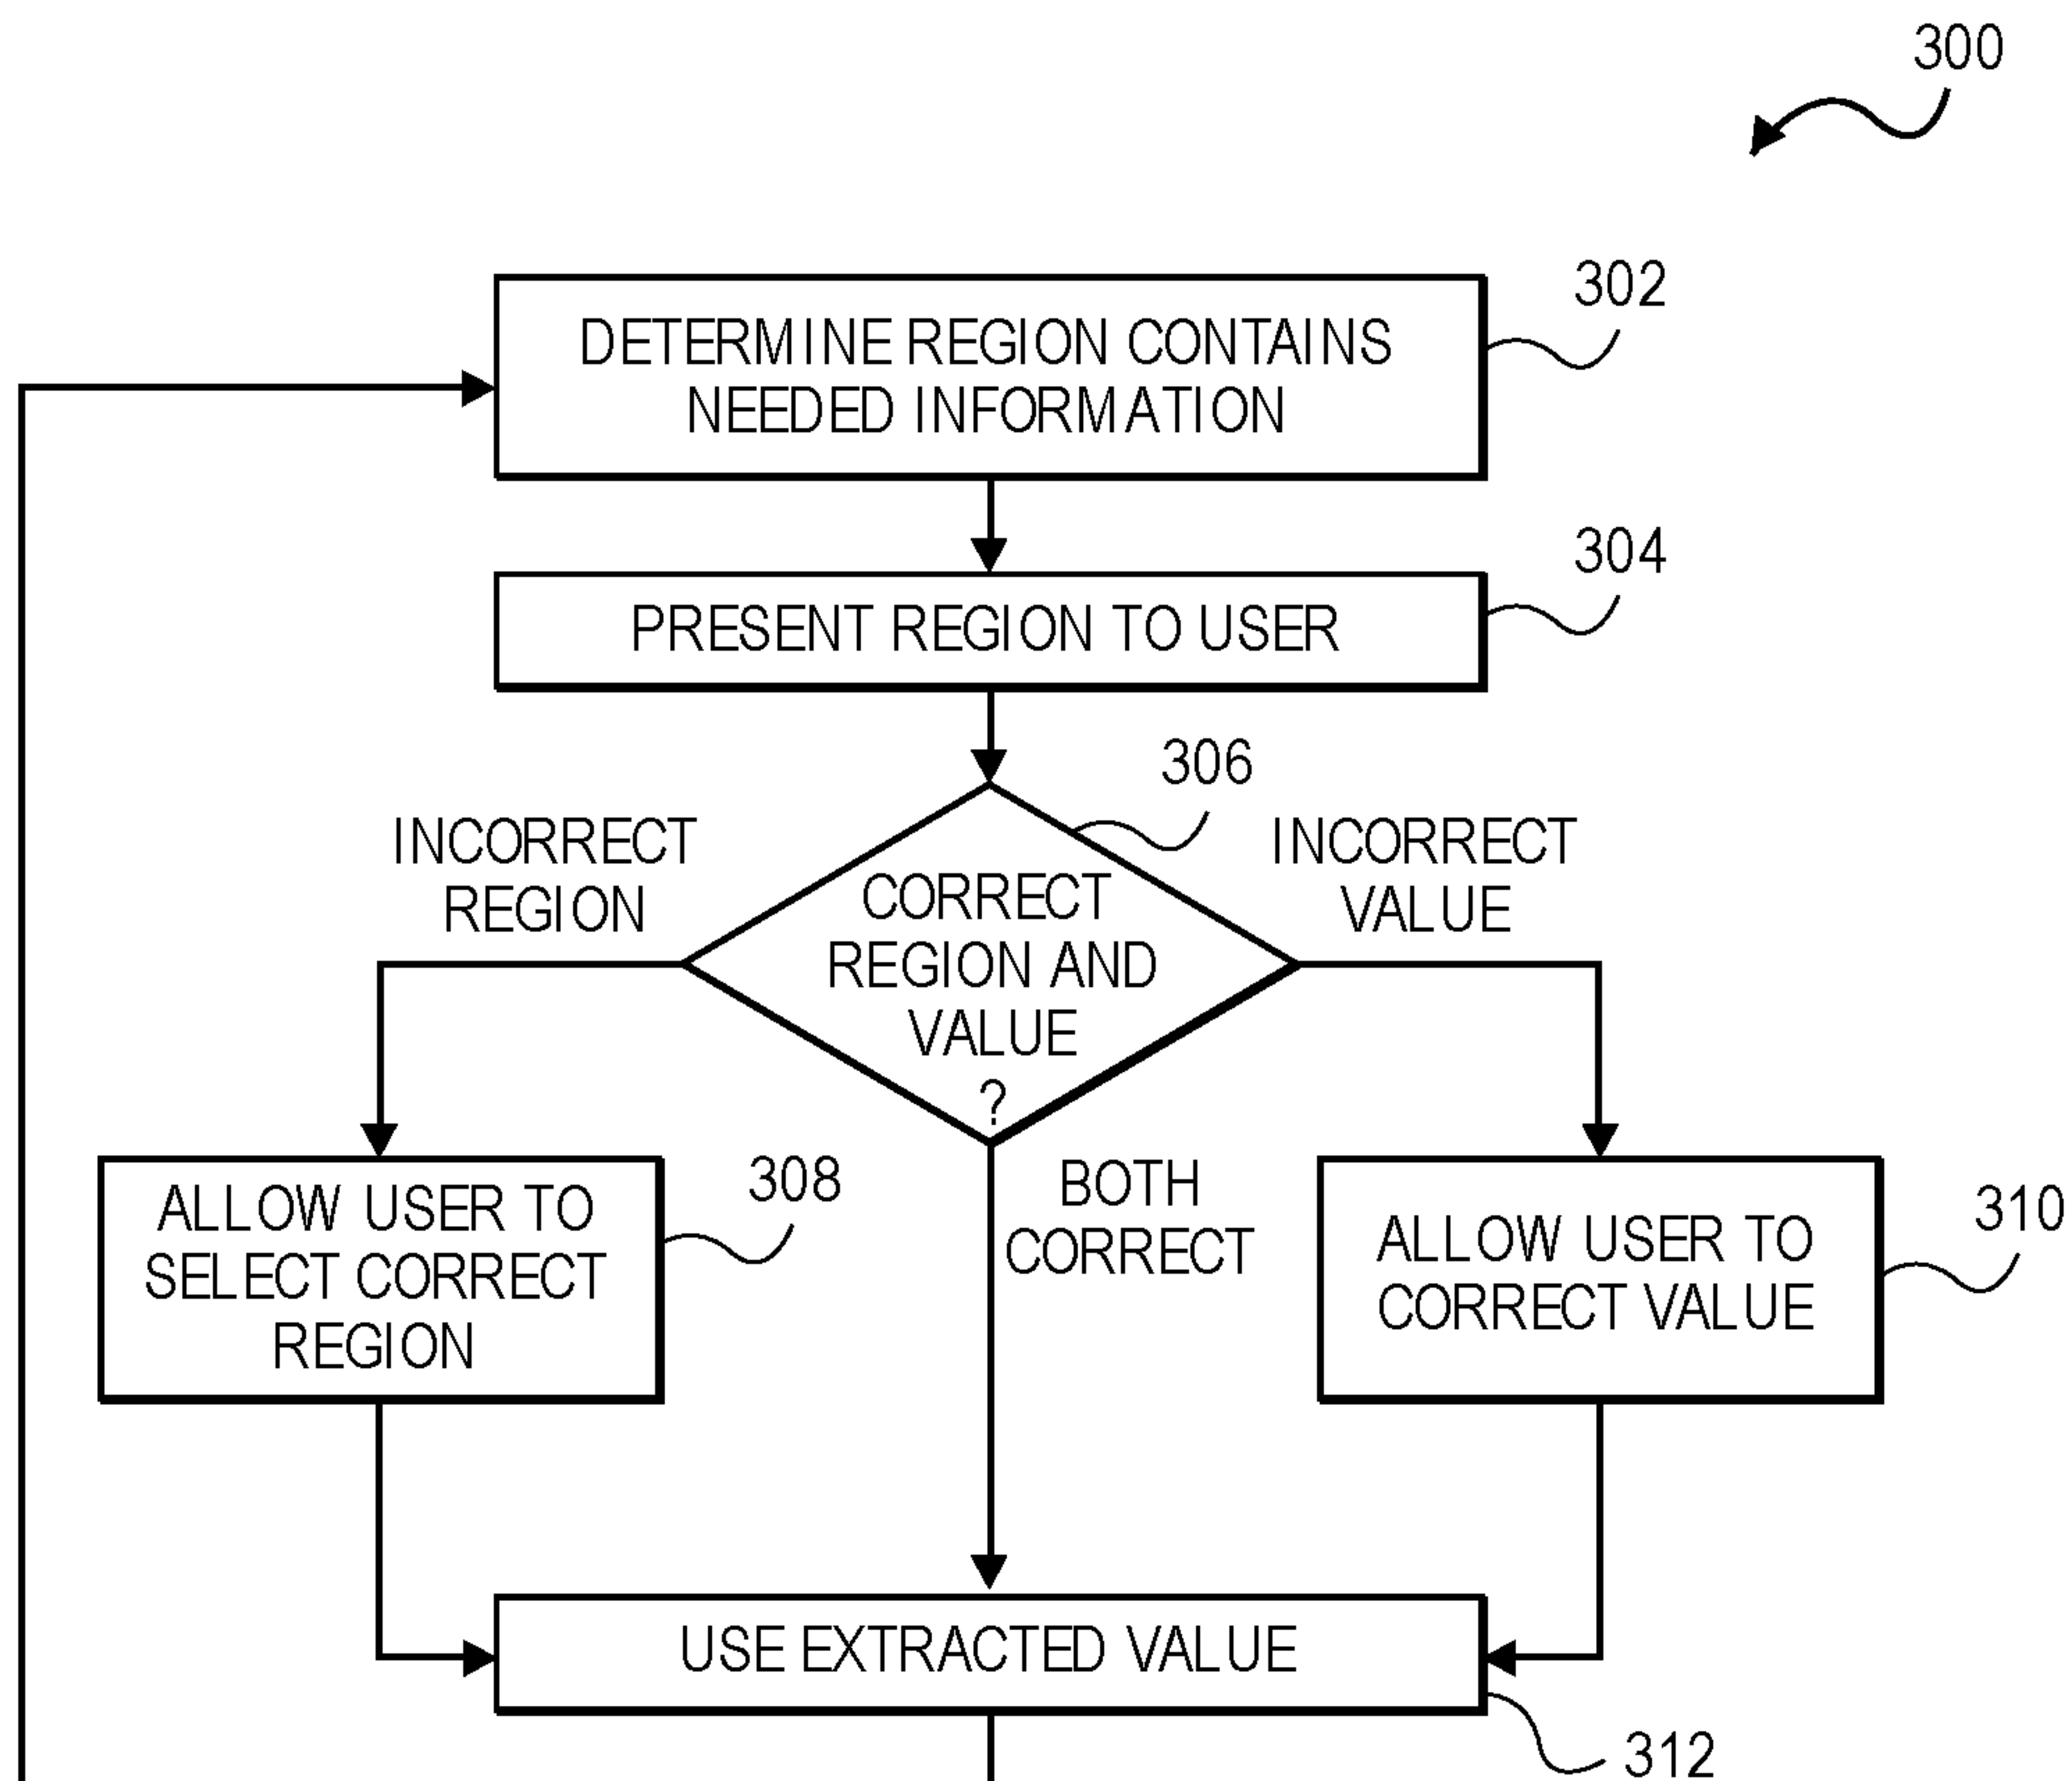 300
302
DETERMINE REGION CONTAINS
NEEDED INFORMATION
304
PRESENT REGION TO USER
306
INCORRECT
REGION
INCORRECT
VALUE
CORRECT
REGION AND
VALUE
?
308
ALLOW USER TO
SELECT CORRECT
REGION
BOTH
CORRECT
310
ALLOW USER TO
CORRECT VALUE
USE EXTRACTED VALUE
312